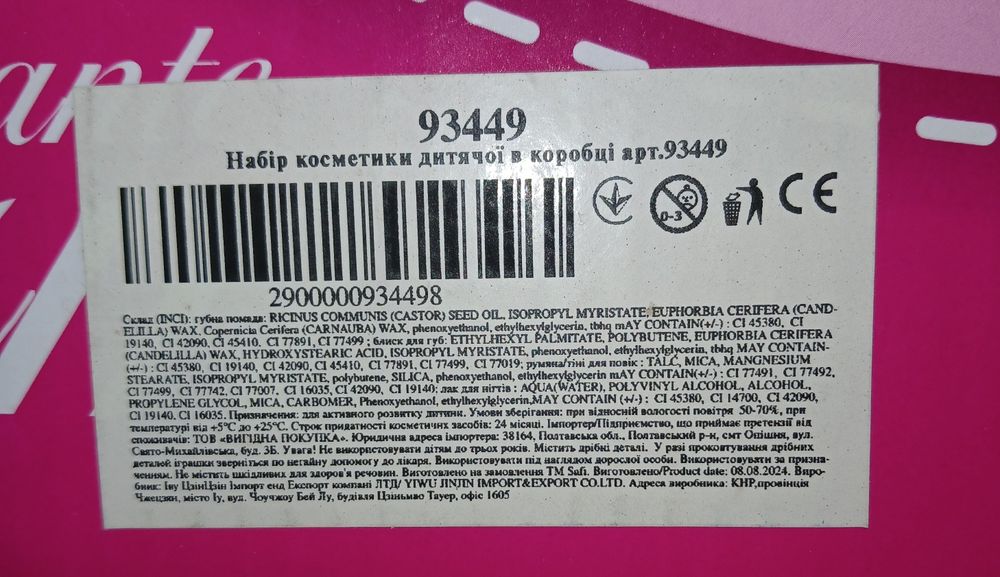 ante
93449
Набір косметики дитячої в коробці арт.93449
0-3
CE
2900000934498
Склад (INCI): губна помада: RICINUS COMMUNIS (CASTOR) SEED OIL, ISOPROPYL MYRISTATE, EUPHORBIA CERIFERA (CAND-
ELILLA) WAX, Copernicia Cerifera (CARNAUBA) WAX, phenoxyethanol, ethylhexylglycerin, tbhq mAY CONTAIN(+/-) : CI 45380, CI
19140, CI 42090, CI 45410, CI 77891, CI 77499 ; блиск для губ: ETHYLHEXYL PALMITATE, POLYBUTENE, EUPHORBIA CERIFERA
(CANDELILLA) WAX, HYDROXYSTEARIC ACID, ISOPROPYL MYRISTATE, phenoxyethanol, ethylhexylglycerin, tbhq MAY CONTAIN-
(+/-) : CI 45380, CI 19140, CI 42090, CI 45410, CI 77891, CI 77499, CI 77019; румяна/тіні для повік : TALC, MICA, MANGNESIUM
STEARATE, ISOPROPYL MYRISTATE, polybutene, SILICA, phenoxyethanol, ethylhexylglycerin mAY CONTAIN(+/-) : CI 77491, CI 77492,
CI 77499, CI 77742, CI 77007, CI 16035, CI 42090, CI 19140; лак для нігтів : AQUA(WATER), POLYVINYL ALCOHOL, ALCOHOL,
PROPYLENE GLYCOL, MICA, CARBOMER, Phenoxyethanol, ethylhexylglycerin,MAY CONTAIN (+/-) : CI 45380, CI 14700, CI 42090,
CI 19140, CI 16035. Призначення: для активного розвитку дитини. Умови зберігання: при відносній вологості повітря 50-70%, при
температурі від +5°С до +25°С. Строк придатності косметичних засобів: 24 місяці. Імпортер/Підприємство, що приймає претензії від
споживачів: ТОВ «ВИГІДНА ПОКУПКА». Юридична адреса імпортера: 38164, Полтавська обл., Полтавський р-н, смт Опішня, вул.
Свято-Михайлівська, буд. 3Б. Увага! Не використовувати дітям до трьох років. Містить дрібні деталі. У разі проковтування дрібних
деталей іграшки зверніться по негайну допомогу до лікаря. Використовувати під наглядом дорослої особи. Використовувати за призна-
ченням. Не містить шкідливих для здоров'я речовин. Виготовлено на замовлення ТМ Safi. Виготовлено/Product date: 08.08.2024. Виро-
бник: Іву ЦзінЦзін Імпорт енд Експорт компані ЛТД/ YIWU JINJIN IMPORT&EXPORT CO.LTD. Адреса виробника: КНР,провінція
Чжецзян, місто Іу, вул. Чоучжоу Бей Лу, будівля Цзіньмао Тауер, офіс 1605